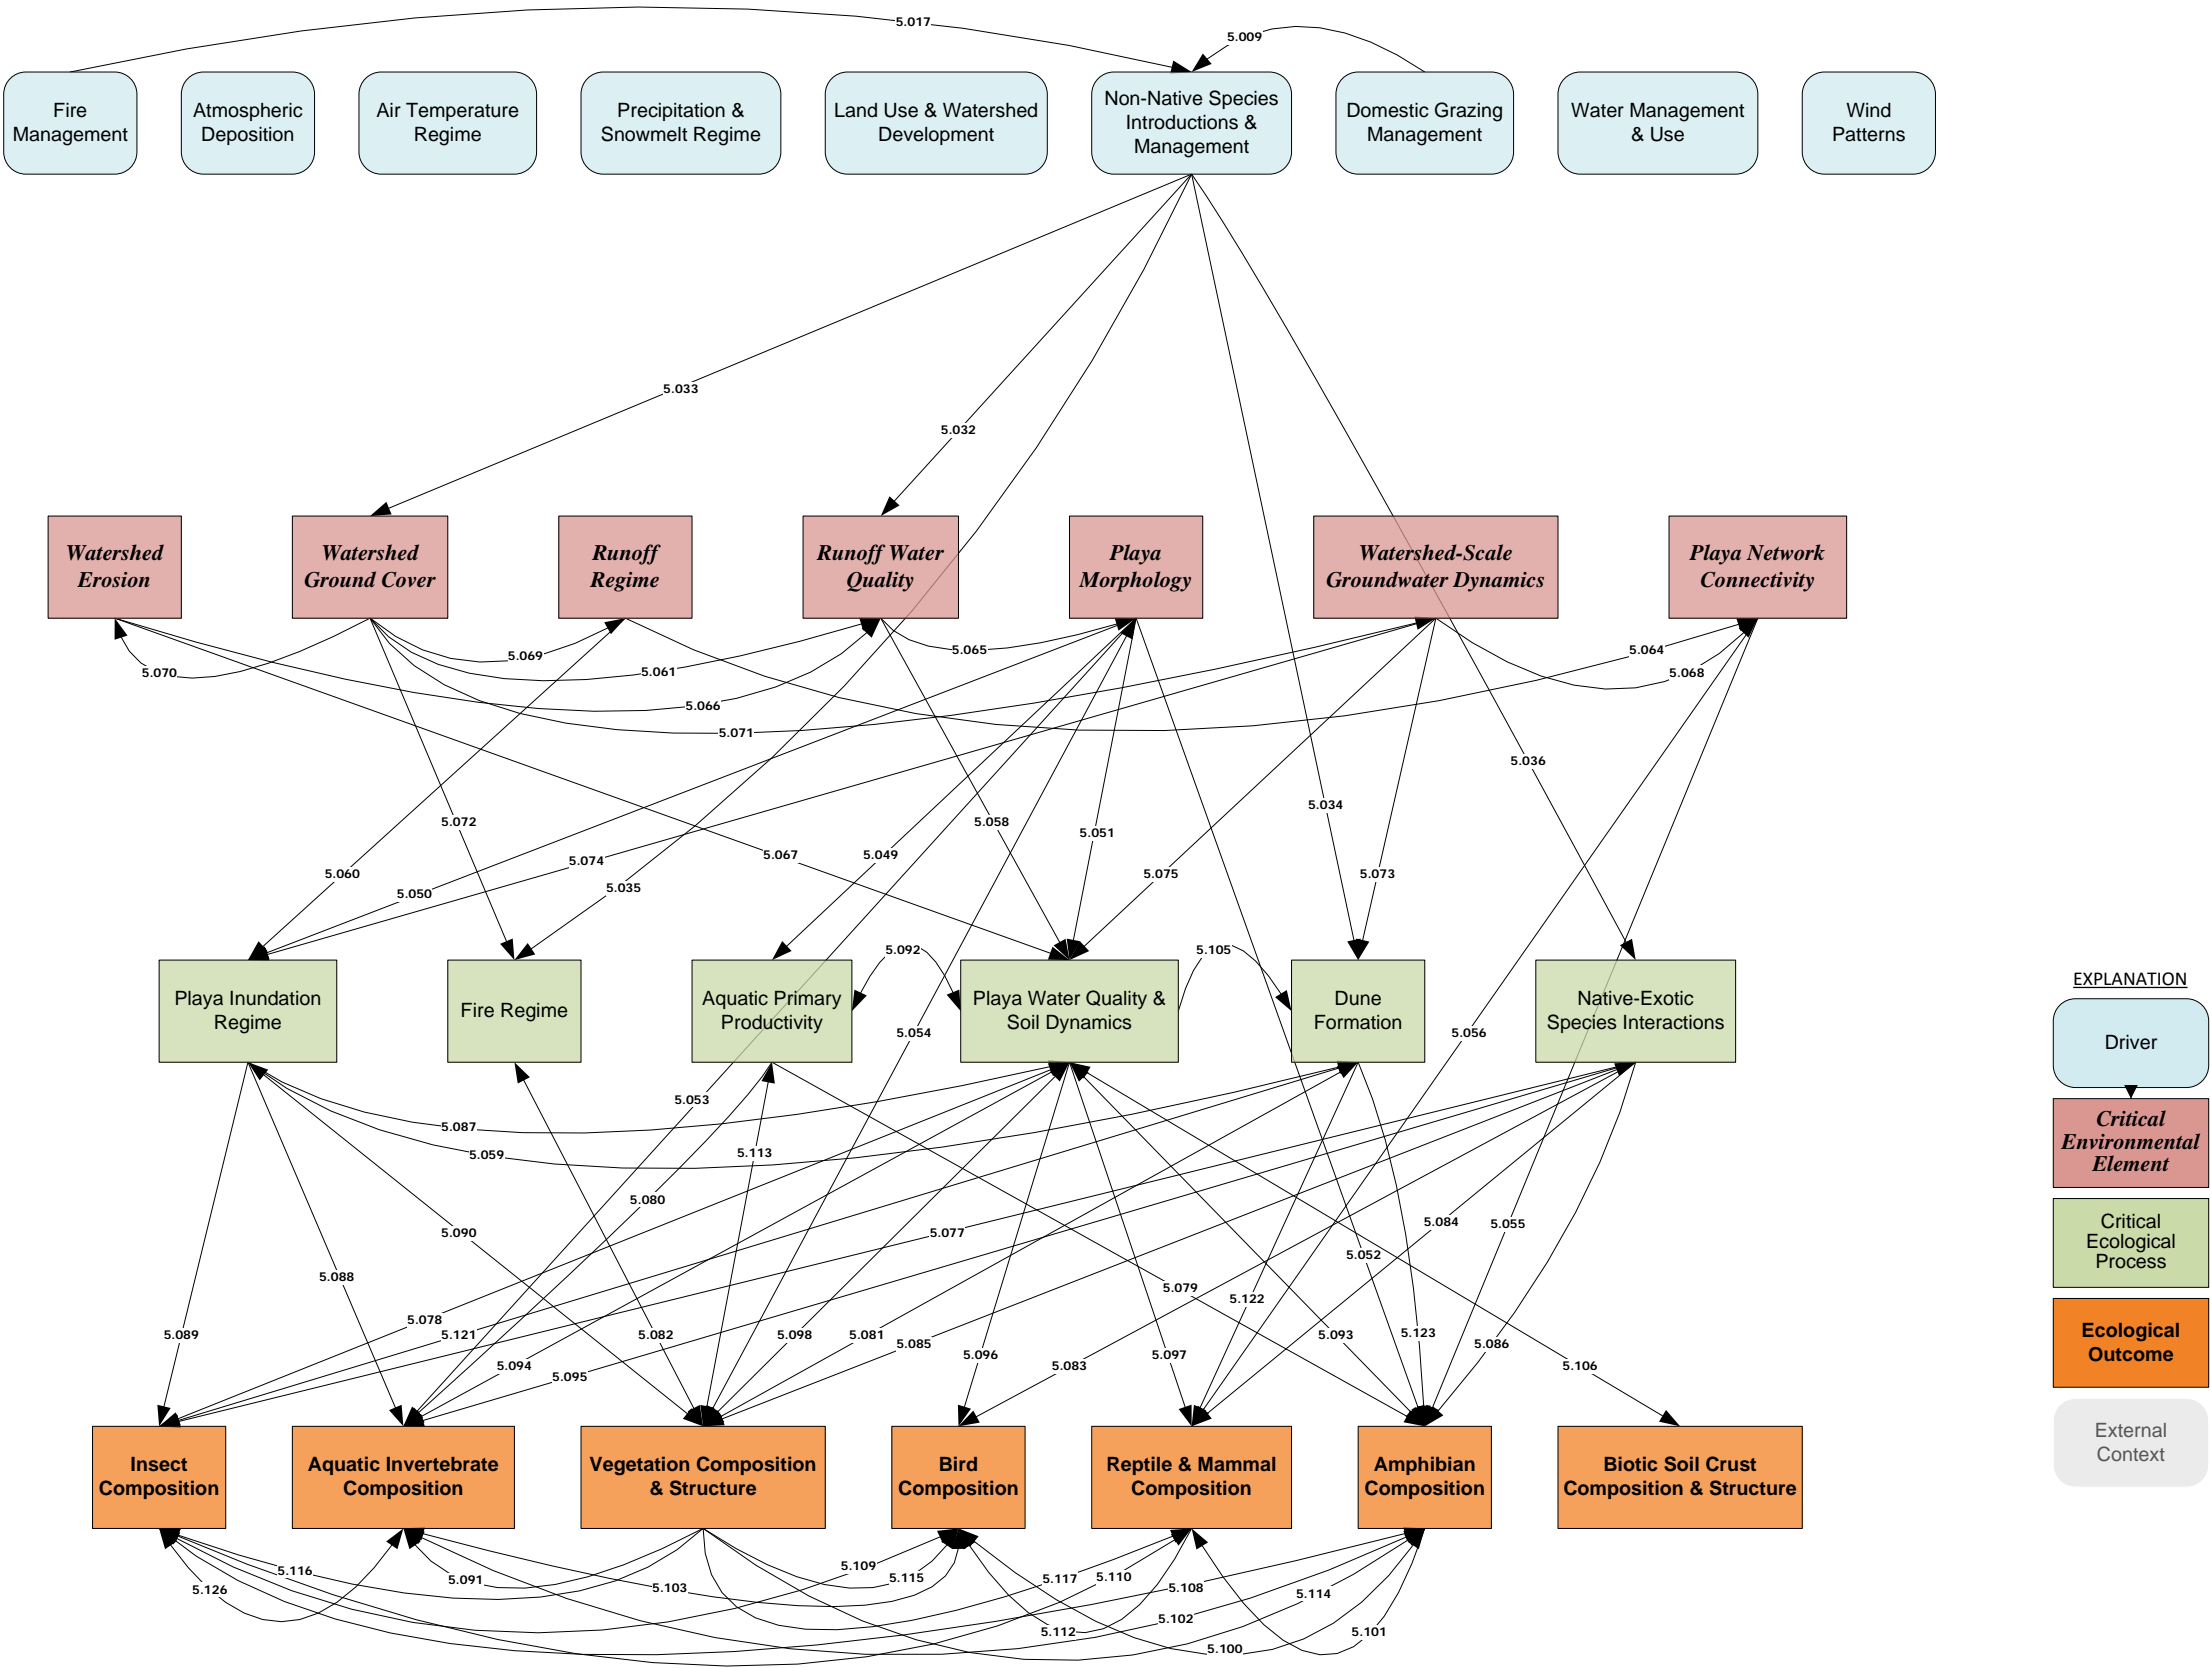 5.017
5.009
Fire
Management
Atmospheric
Deposition
Air Temperature
Regime
Precipitation &
Snowmelt Regime
Land Use & Watershed
Development
Non-Native Species
Introductions &
Management
Domestic Grazing
Management
Water Management
& Use
Wind
Patterns
5.033
5.032
Watershed
Erosion
Watershed
Ground Cover
Runoff
Regime
Runoff Water
Quality
Playa
Morphology
Watershed-Scale
Groundwater Dynamics
Playa Network
Connectivity
5.070
5.069
5.061
5.065
5.064
5.068
5.066
5.071
5.036
5.034
5.072
5.058
5.051
5.067
5.049
5.074
5.060
5.050
5.035
5.075
5.073
5.092
5.105
Playa Inundation
Regime
Fire Regime
Aquatic Primary
Productivity
Playa Water Quality &
Soil Dynamics
Dune
Formation
Native-Exotic
Species Interactions
5.054
5.056
5.053
5.087
5.059
5.113
5.080
5.090
5.077
5.084
5.055
5.052
5.088
5.079
5.122
5.078
5.121
5.089
5.082
5.098
5.081
5.085
5.093
5.123
5.086
5.094
5.095
5.096
5.083
5.097
5.106
Insect
Composition
Aquatic Invertebrate
Composition
Vegetation Composition
& Structure
Bird
Composition
Reptile & Mammal
Composition
Amphibian
Composition
Biotic Soil Crust
Composition & Structure
5.116
5.126
5.091
5.103
5.109
5.115
5.117
5.110
5.108
5.114
5.102
5.112
5.100
5.101
EXPLANATION
Driver
Critical
Environmental
Element
Critical
Ecological
Process
Ecological
Outcome
External
Context